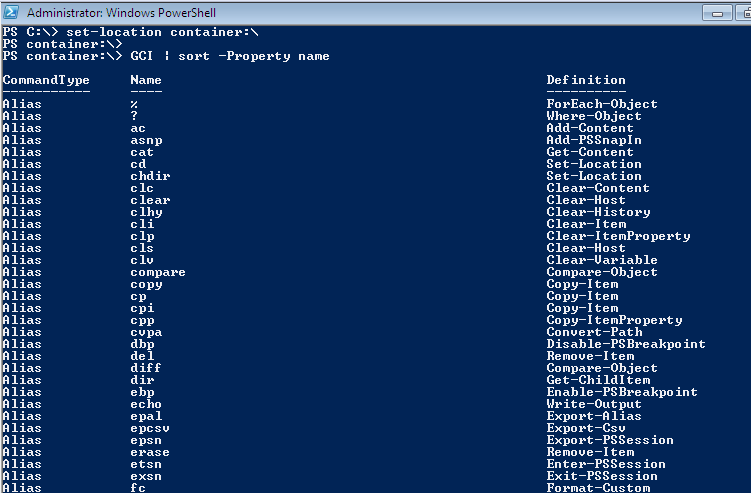 Administrator: Windows PowerShell
PS C:\> set-location container:\
PS container:\>
PS container:\> GCI | sort -Property name
CommandType Name Definition
----------- ---- ----------
Alias % ForEach-Object
Alias ? Where-Object
Alias ac Add-Content
Alias asnp Add-PSSnapIn
Alias cat Get-Content
Alias cd Set-Location
Alias chdir Set-Location
Alias clc Clear-Content
Alias clear Clear-Host
Alias clhy Clear-History
Alias cli Clear-Item
Alias clp Clear-ItemProperty
Alias cls Clear-Host
Alias clv Clear-Variable
Alias compare Compare-Object
Alias copy Copy-Item
Alias cp Copy-Item
Alias cpi Copy-Item
Alias cpp Copy-ItemProperty
Alias cvpa Convert-Path
Alias dbp Disable-PSBreakpoint
Alias del Remove-Item
Alias diff Compare-Object
Alias dir Get-ChildItem
Alias ebp Enable-PSBreakpoint
Alias echo Write-Output
Alias epal Export-Alias
Alias epcsv Export-Csv
Alias epsn Export-PSSession
Alias erase Remove-Item
Alias etsn Enter-PSSession
Alias exsn Exit-PSSession
Alias fc Format-Custom